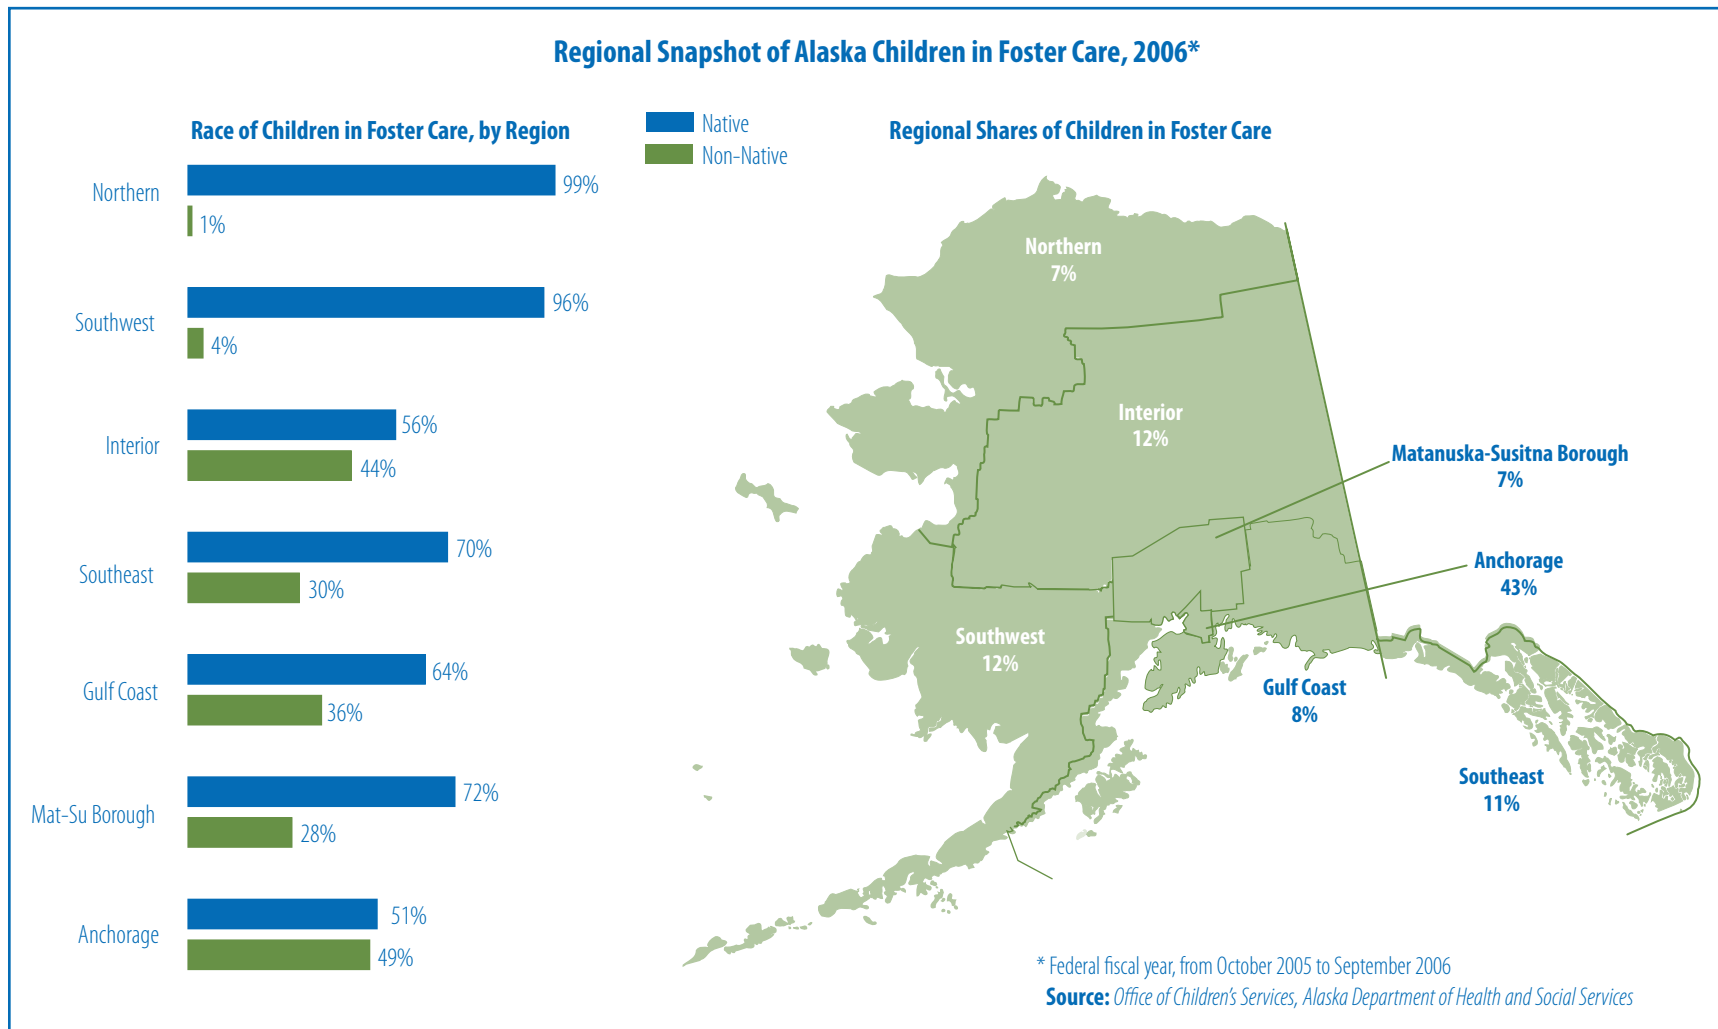 Regional Snapshot of Alaska Children in Foster Care, 2006*
Race of Children in Foster Care, by Region
Native
Non-Native
Northern
99%
1%
Southwest
96%
4%
Interior
56%
44%
Southeast
70%
30%
Gulf Coast
64%
36%
Mat-Su Borough
72%
28%
Anchorage
51%
49%
Regional Shares of Children in Foster Care
Northern
7%
Interior
12%
Matanuska-Susitna Borough
7%
Anchorage
43%
Southwest
12%
Gulf Coast
8%
Southeast
11%
* Federal fiscal year, from October 2005 to September 2006
Source: Office of Children's Services, Alaska Department of Health and Social Services